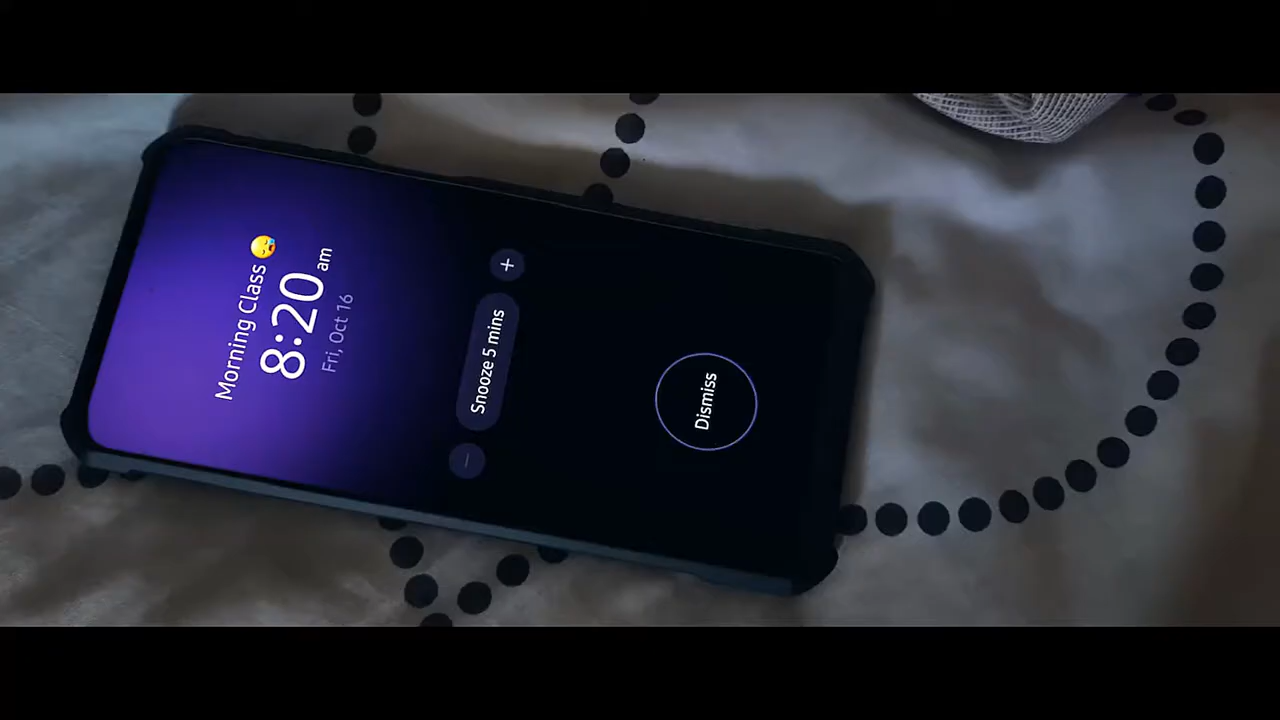 Morning Class 😪
8:20 am
Fri, Oct 16
Snooze 5 mins
Dismiss